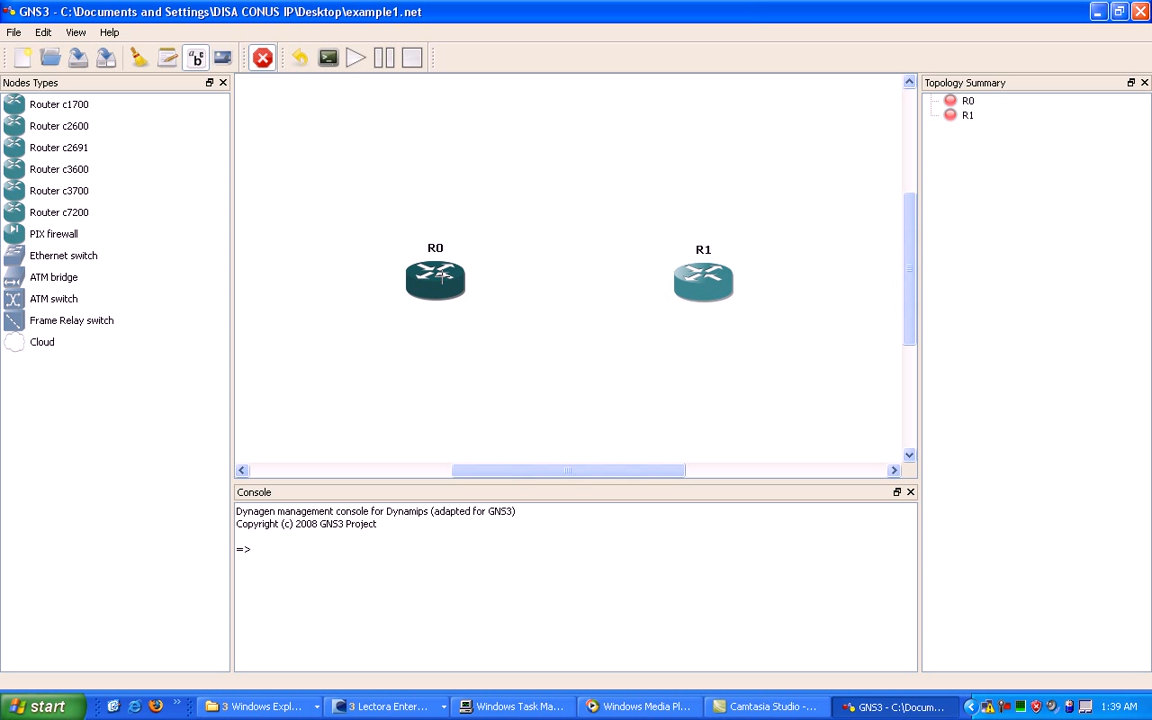 GNS3 - C:\Documents and Settings\DISA CONUS IP\Desktop\example1.net
File Edit View Help
Nodes Types
Router c1700
Router c2600
Router c2691
Router c3600
Router c3700
Router c7200
PIX firewall
Ethernet switch
ATM bridge
ATM switch
Frame Relay switch
Cloud
R0
R1
Topology Summary
R0
R1
Console
Dynagen management console for Dynamips (adapted for GNS3)
Copyright (c) 2008 GNS3 Project
=>
start
3 Windows Expl...
3 Lectora Enter...
Windows Task Ma...
Windows Media Pl...
Camtasia Studio -...
GNS3 - C:\Docum...
1:39 AM